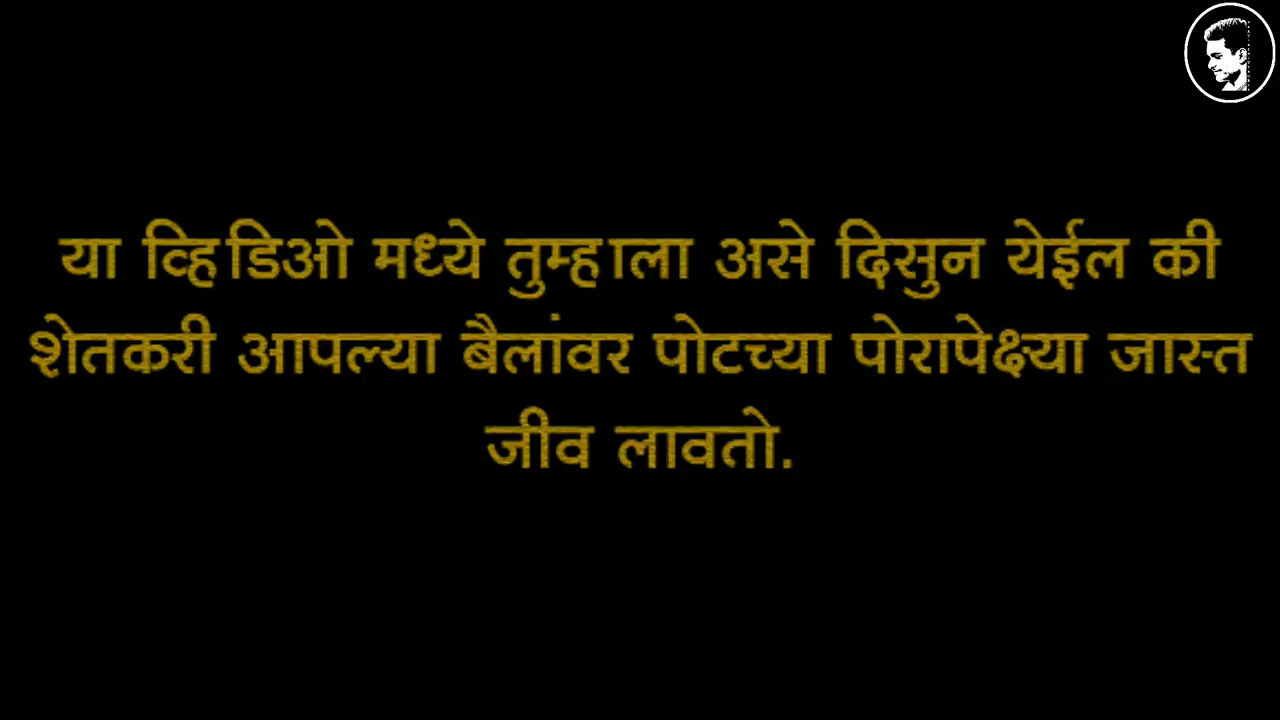 या व्हिडिओ मध्ये तुम्हाला असे दिसुन येईल की
शेतकरी आपल्या बैलांवर पोटच्या पोरापेक्ष्या जास्त
जीव लावतो.